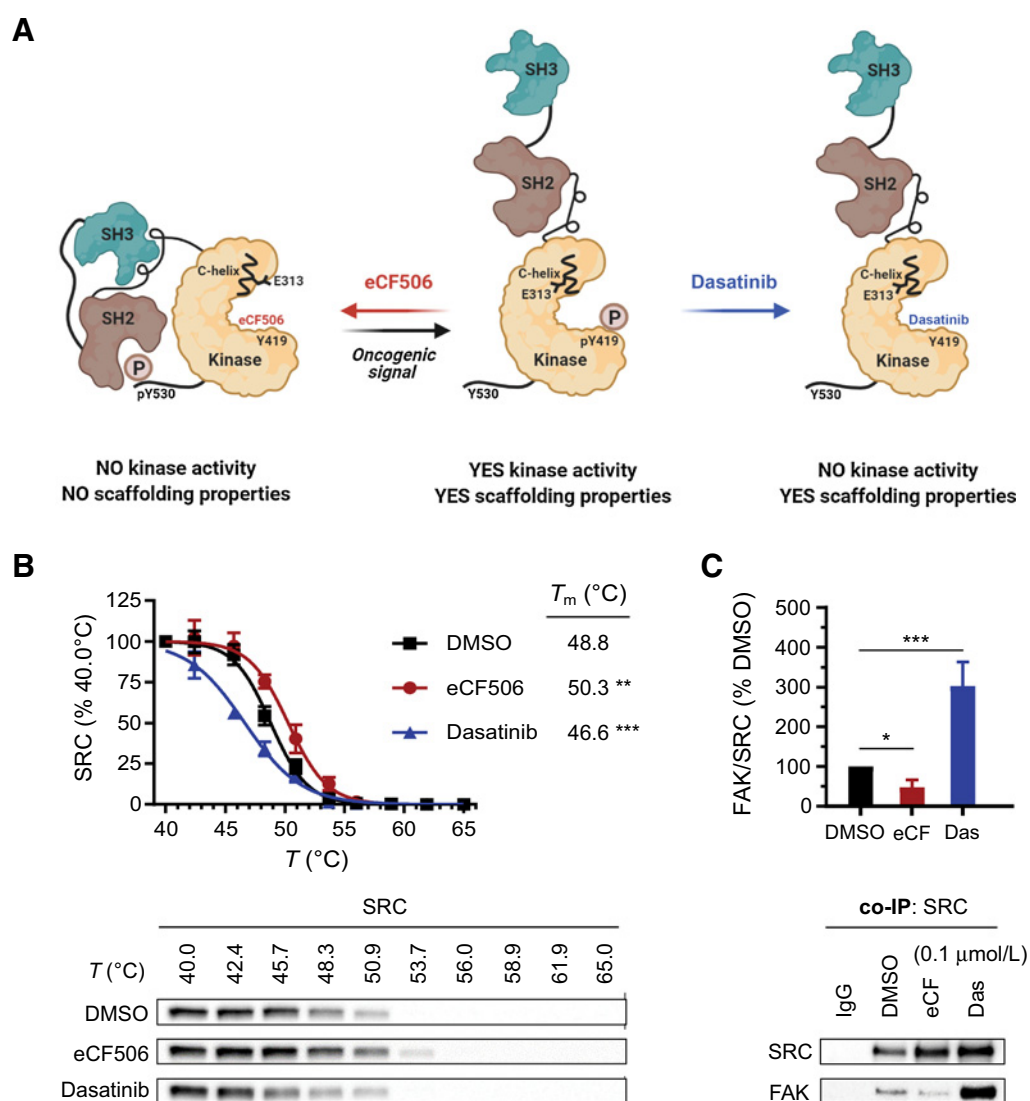 A
SH3
SH2
C-helix
E313
eCF506
Y419
Kinase
P
pY530
eCF506
Oncogenic
signal
SH3
SH2
C-helix
E313
P
pY419
Kinase
Y530
Dasatinib
SH3
SH2
C-helix
E313
Dasatinib
Y419
Kinase
Y530
NO kinase activity
NO scaffolding properties
YES kinase activity
YES scaffolding properties
NO kinase activity
YES scaffolding properties
B
SRC (% 40.0°C)
125
100
75
50
25
0
40 45 50 55 60 65
T (°C)
Tm (°C)
DMSO 48.8
eCF506 50.3 **
Dasatinib 46.6 ***
SRC
T (°C) 40.0 42.4 45.7 48.3 50.9 53.7 56.0 58.9 61.9 65.0
DMSO
eCF506
Dasatinib
C
FAK/SRC (% DMSO)
500
400
300
200
100
0
***
*
DMSO eCF Das
co-IP: SRC
(0.1 μmol/L)
IgG DMSO eCF Das
SRC
FAK